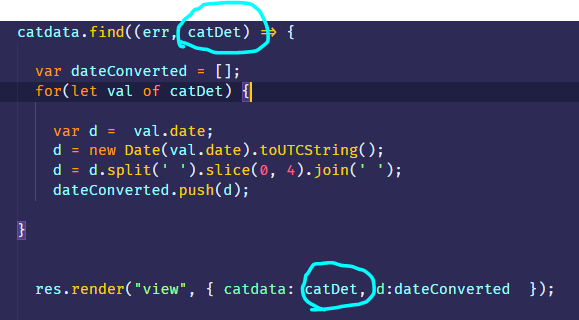 catdata.find((err, catDet) => {
var dateConverted = [];
for(let val of catDet) {
var d =  val.date;
d = new Date(val.date).toUTCString();
d = d.split(' ').slice(0, 4).join(' ');
dateConverted.push(d);
}
res.render("view", { catdata: catDet, d:dateConverted  });